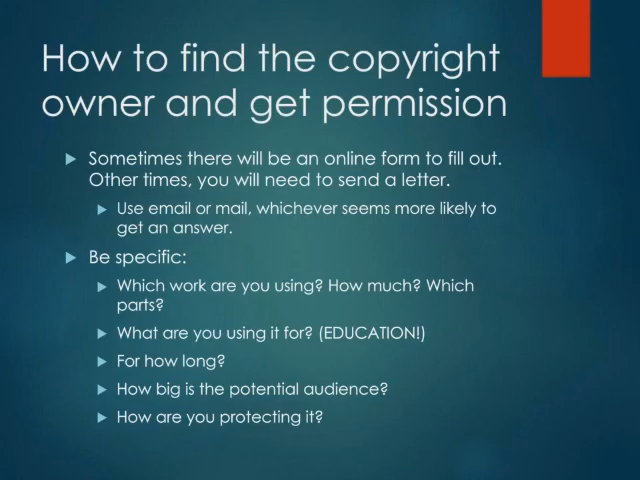 How to find the copyright
owner and get permission
Sometimes there will be an online form to fill out.
Other times, you will need to send a letter.
Use email or mail, whichever seems more likely to
get an answer.
Be specific:
Which work are you using? How much? Which
parts?
What are you using it for? (EDUCATION!)
For how long?
How big is the potential audience?
How are you protecting it?